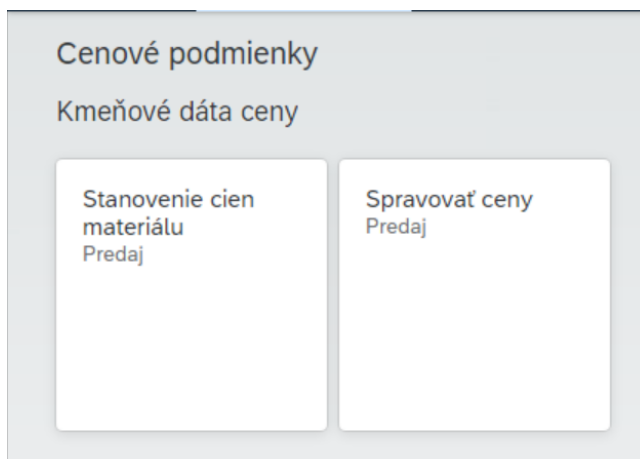 Cenové podmienky
Kmeňové dáta ceny
Stanovenie cien
materiálu
Predaj
Spravovať ceny
Predaj